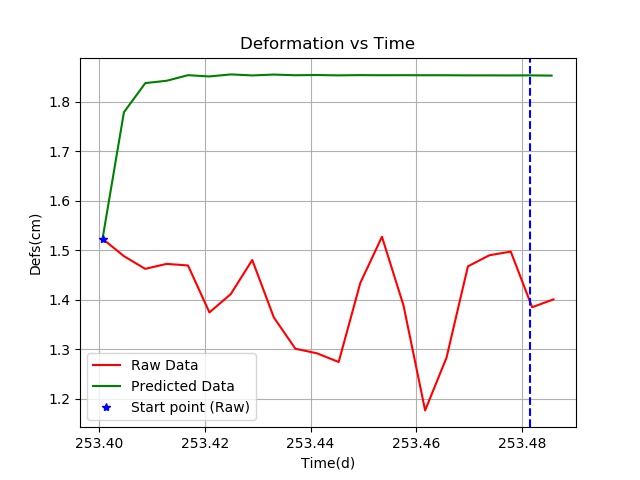 Deformation vs Time
Defs(cm)
1.8
1.7
1.6
1.5
1.4
1.3
1.2
Raw Data
Predicted Data
Start point (Raw)
253.40 253.42 253.44 253.46 253.48
Time(d)